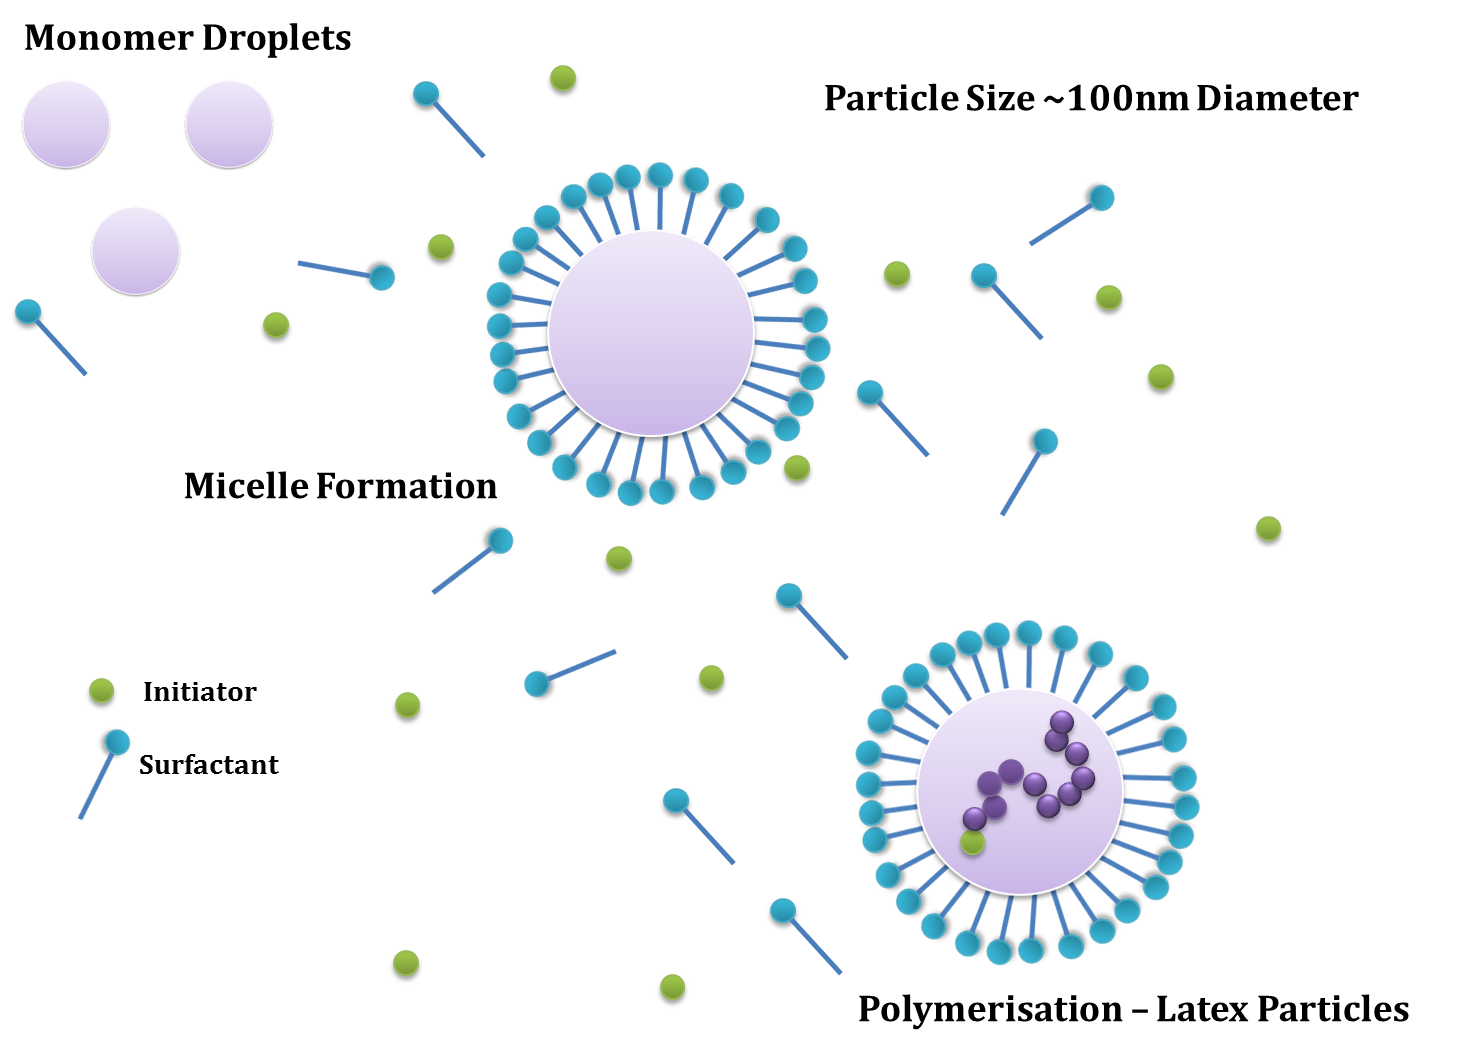 Monomer Droplets
Particle Size ~100nm Diameter
Micelle Formation
Initiator
Surfactant
Polymerisation – Latex Particles